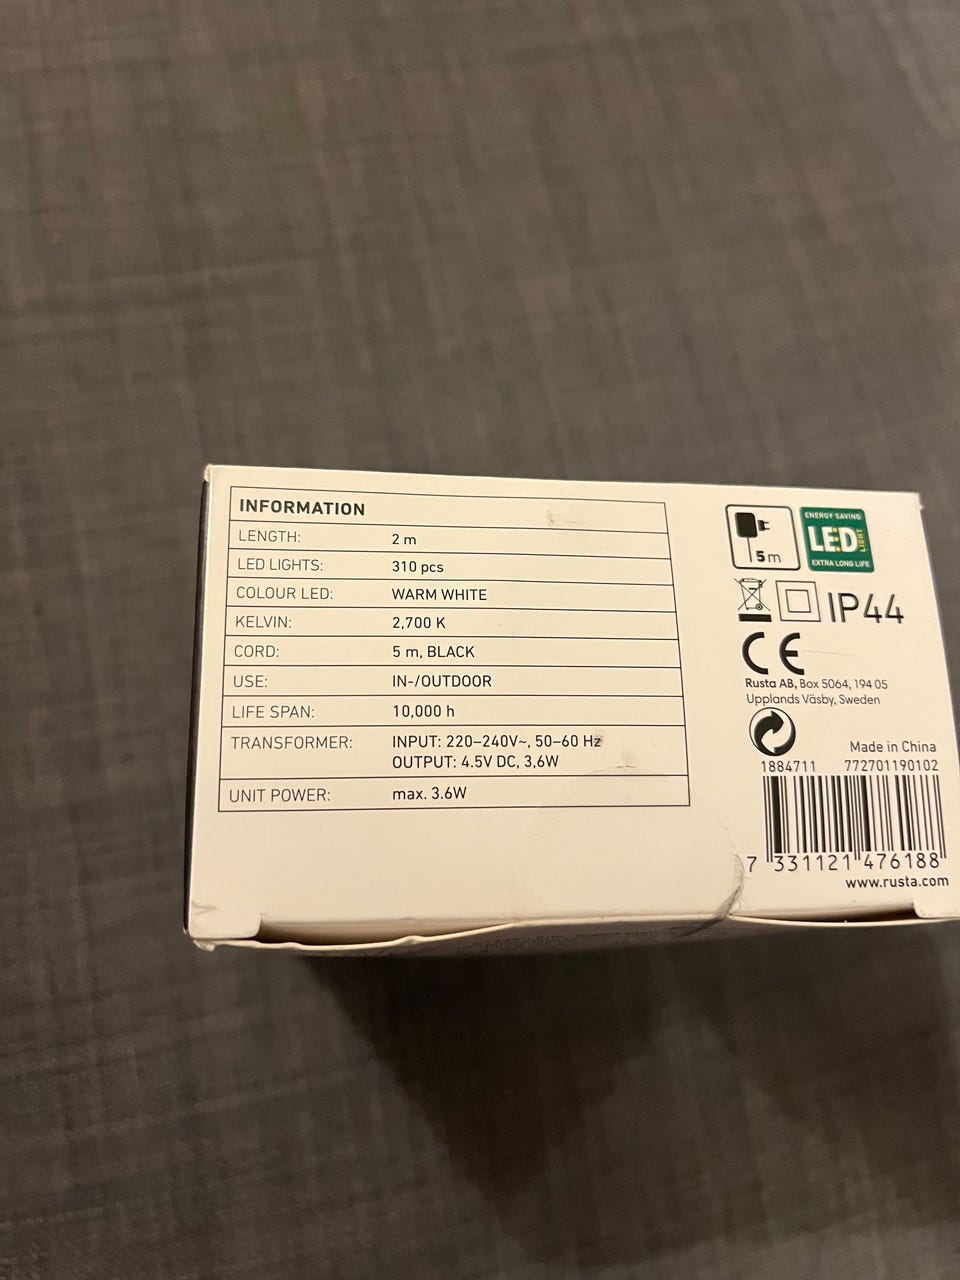 INFORMATION
LENGTH: 2 m
LED LIGHTS: 310 pcs
COLOUR LED: WARM WHITE
KELVIN: 2,700 K
CORD: 5 m, BLACK
USE: IN-/OUTDOOR
LIFE SPAN: 10,000 h
TRANSFORMER: INPUT: 220–240V~, 50–60 Hz
OUTPUT: 4.5V DC, 3,6W
UNIT POWER: max. 3.6W
5 m
ENERGY SAVING
LED LIGHT
EXTRA LONG LIFE
IP44
CE
Rusta AB, Box 5064, 194 05
Upplands Väsby, Sweden
Made in China
1884711 772701190102
7 331121 476188
www.rusta.com